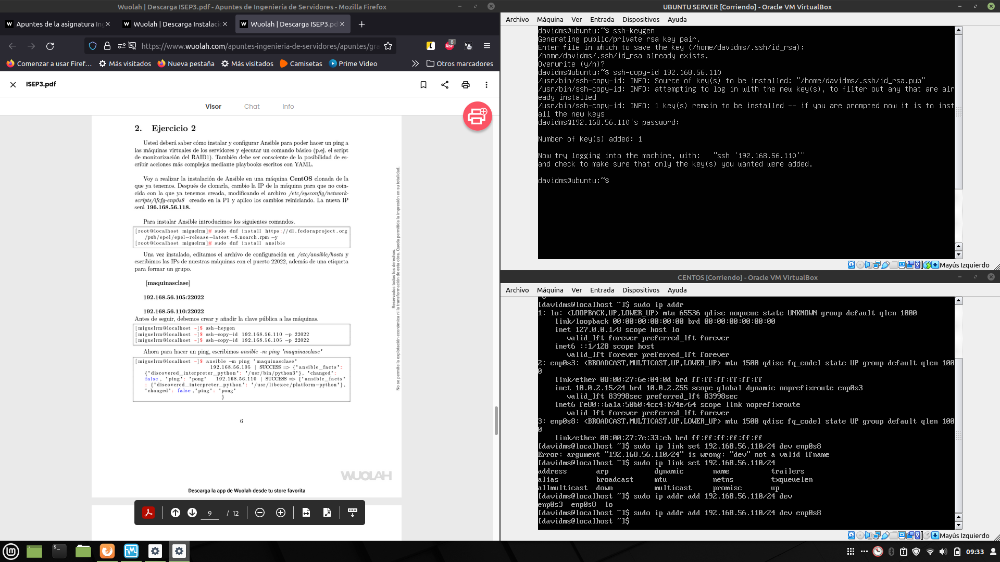 Wuolah | Descarga ISEP3.pdf - Apuntes de Ingeniería de Servidores - Mozilla Firefox
Apuntes de la asignatura In
Wuolah | Descarga Instalaci
Wuolah | Descarga ISEP3.pd
https://www.wuolah.com/apuntes-ingenieria-de-servidores/apuntes/gra
8
ABP
Comenzar a usar Firef...
Más visitados
Nueva pestaña
Más visitados
Camisetas
Prime Video
Otros marcadores
ISEP3.pdf
Visor
Chat
Info
2. Ejercicio 2
Usted deberá saber cómo instalar y configurar Ansible para poder hacer un ping a
las máquinas virtuales de los servidores y ejecutar un comando básico (p.ej. el script
de monitorización del RAID1). También debe ser consciente de la posibilidad de es-
cribir acciones más complejas mediante playbooks escritos con YAML.
Voy a realizar la instalación de Ansible en una máquina CentOS clonada de la
que ya tenemos. Después de clonarla, cambio la IP de la máquina para que no coin-
cida con la que ya tenemos creada, modificando el archivo /etc/sysconfig/network-
scripts/ifcfg-enp0s8 creado en la P1 y aplico los cambios reiniciando. La nueva IP
será 196.168.56.118.
Para instalar Ansible introducimos los siguientes comandos.
[root@localhost miguelrm]# sudo dnf install https://dl.fedoraproject.org
/pub/epel/epel-release-latest-8.noarch.rpm -y
[root@localhost miguelrm]# sudo dnf install ansible
Una vez instalado, editamos el archivo de configuración en /etc/ansible/hosts y
escribimos las IPs de nuestras máquinas con el puerto 22022, además de una etiqueta
para formar un grupo.
[maquinasclase]
192.168.56.105:22022
192.168.56.110:22022
Antes de seguir, debemos crear y añadir la clave pública a las máquinas.
[miguelrm@localhost ~]$ ssh-heygen
[miguelrm@localhost ~]$ ssh-copy-id 192.168.56.110 -p 22022
[miguelrm@localhost ~]$ ssh-copy-id 192.168.56.105 -p 22022
Ahora para hacer un ping, escribimos ansible -m ping "maquinasclase"
[miguelrm@localhost ~]$ ansible -m ping "maquinasclase"
192.168.56.105 | SUCCESS => {"ansible_facts":
{"discovered_interpreter_python": "/usr/bin/python3"}, "changed":
false, "ping": "pong" 192.168.56.110 | SUCCESS => {"ansible_facts"
: {"discovered_interpreter_python": "/usr/libexec/platform-python"},
"changed": false ,"ping": "pong"
}
6
Reservados todos los derechos.
No se permite la explotación económica ni la transformación de esta obra. Queda permitida la impresión en su totalidad.
WUOLAH
Descarga la app de Wuolah desde tu store favorita
9 / 12
UBUNTU SERVER [Corriendo] - Oracle VM VirtualBox
Archivo Máquina Ver Entrada Dispositivos Ayuda
davidms@ubuntu:~$ ssh-keygen
Generating public/private rsa key pair.
Enter file in which to save the key (/home/davidms/.ssh/id_rsa):
/home/davidms/.ssh/id_rsa already exists.
Overwrite (y/n)?
davidms@ubuntu:~$ ssh-copy-id 192.168.56.110
/usr/bin/ssh-copy-id: INFO: Source of key(s) to be installed: "/home/davidms/.ssh/id_rsa.pub"
/usr/bin/ssh-copy-id: INFO: attempting to log in with the new key(s), to filter out any that are alr
eady installed
/usr/bin/ssh-copy-id: INFO: 1 key(s) remain to be installed -- if you are prompted now it is to inst
all the new keys
davidms@192.168.56.110's password:
Number of key(s) added: 1
Now try logging into the machine, with:   "ssh '192.168.56.110'"
and check to make sure that only the key(s) you wanted were added.
davidms@ubuntu:~$
Mayús Izquierdo
CENTOS [Corriendo] - Oracle VM VirtualBox
Archivo Máquina Ver Entrada Dispositivos Ayuda
[davidms@localhost ~]$ sudo ip addr
1: lo: <LOOPBACK,UP,LOWER_UP> mtu 65536 qdisc noqueue state UNKNOWN group default qlen 1000
link/loopback 00:00:00:00:00:00 brd 00:00:00:00:00:00
inet 127.0.0.1/8 scope host lo
valid_lft forever preferred_lft forever
inet6 ::1/128 scope host
valid_lft forever preferred_lft forever
2: enp0s3: <BROADCAST,MULTICAST,UP,LOWER_UP> mtu 1500 qdisc fq_codel state UP group default qlen 100
0
link/ether 08:00:27:6e:04:0d brd ff:ff:ff:ff:ff:ff
inet 10.0.2.15/24 brd 10.0.2.255 scope global dynamic noprefixroute enp0s3
valid_lft 83998sec preferred_lft 83998sec
inet6 fe80::6a1a:50b0:4cc4:b74e/64 scope link noprefixroute
valid_lft forever preferred_lft forever
3: enp0s8: <BROADCAST,MULTICAST,UP,LOWER_UP> mtu 1500 qdisc fq_codel state UP group default qlen 100
0
link/ether 08:00:27:7e:33:eb brd ff:ff:ff:ff:ff:ff
[davidms@localhost ~]$ sudo ip link set 192.168.56.110/24 dev enp0s8
Error: argument "192.168.56.110/24" is wrong: "dev" not a valid ifname
[davidms@localhost ~]$ sudo ip link set 192.168.56.110/24
address arp dynamic name trailers
alias broadcast mtu netns txqueuelen
allmulticast down multicast promisc up
[davidms@localhost ~]$ sudo ip addr add 192.168.56.110/24 dev
enp0s3 enp0s8 lo
[davidms@localhost ~]$ sudo ip addr add 192.168.56.110/24 dev enp0s8
[davidms@localhost ~]$
Mayús Izquierdo
09:33